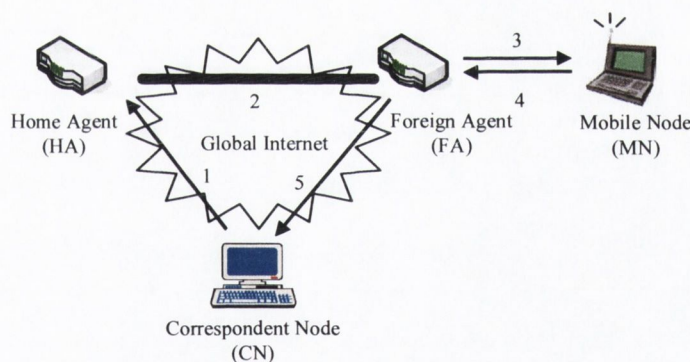 3
4
2
Home Agent
(HA)
Global Internet
Foreign Agent
(FA)
Mobile Node
(MN)
1
5
Correspondent Node
(CN)